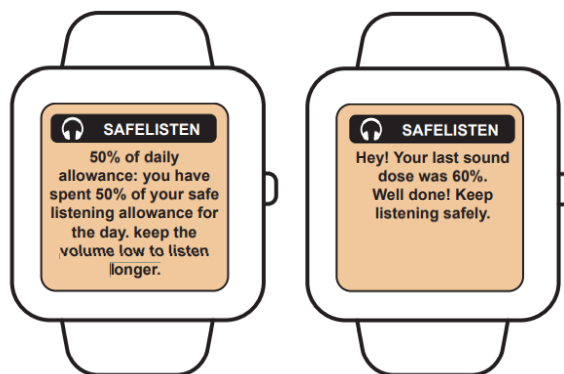 SAFELISTEN
50% of daily
allowance: you have
spent 50% of your safe
listening allowance for
the day. keep the
volume low to listen
longer.
SAFELISTEN
Hey! Your last sound
dose was 60%.
Well done! Keep
listening safely.